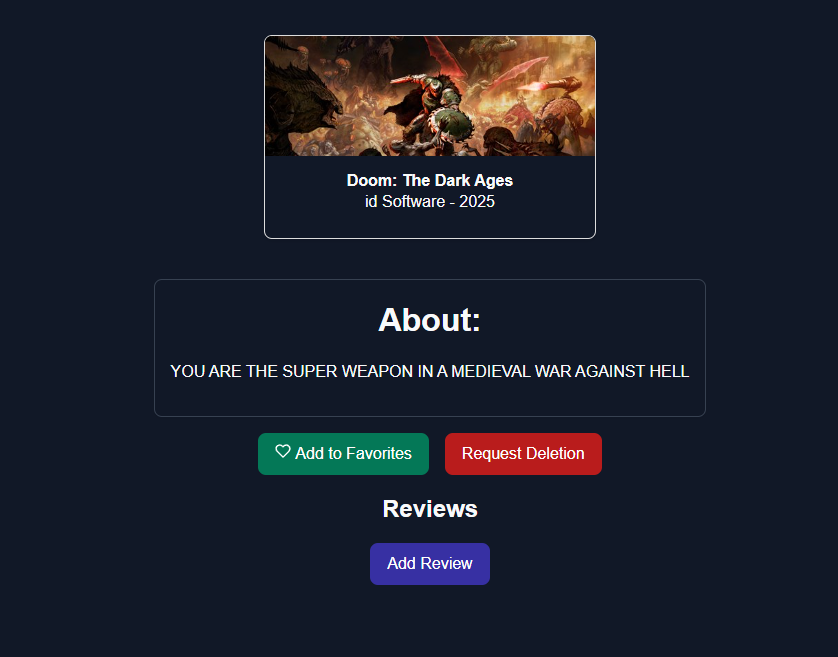 Doom: The Dark Ages
id Software - 2025
About:
YOU ARE THE SUPER WEAPON IN A MEDIEVAL WAR AGAINST HELL
Add to Favorites
Request Deletion
Reviews
Add Review